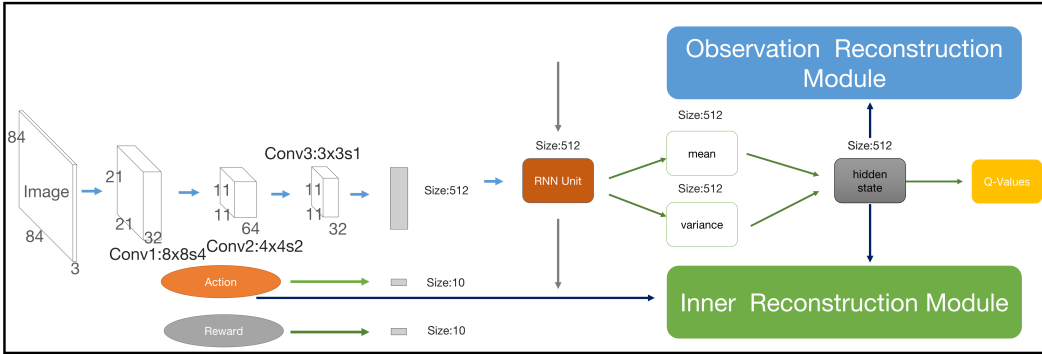 Observation Reconstruction
Module
84
Image
84
3
21
21
32
Conv1:8x8s4
11
11
64
Conv2:4x4s2
Conv3:3x3s1
11
11
32
Size:512
Size:512
RNN Unit
Size:512
mean
Size:512
variance
Size:512
hidden
state
Q-Values
Action
Size:10
Reward
Size:10
Inner Reconstruction Module